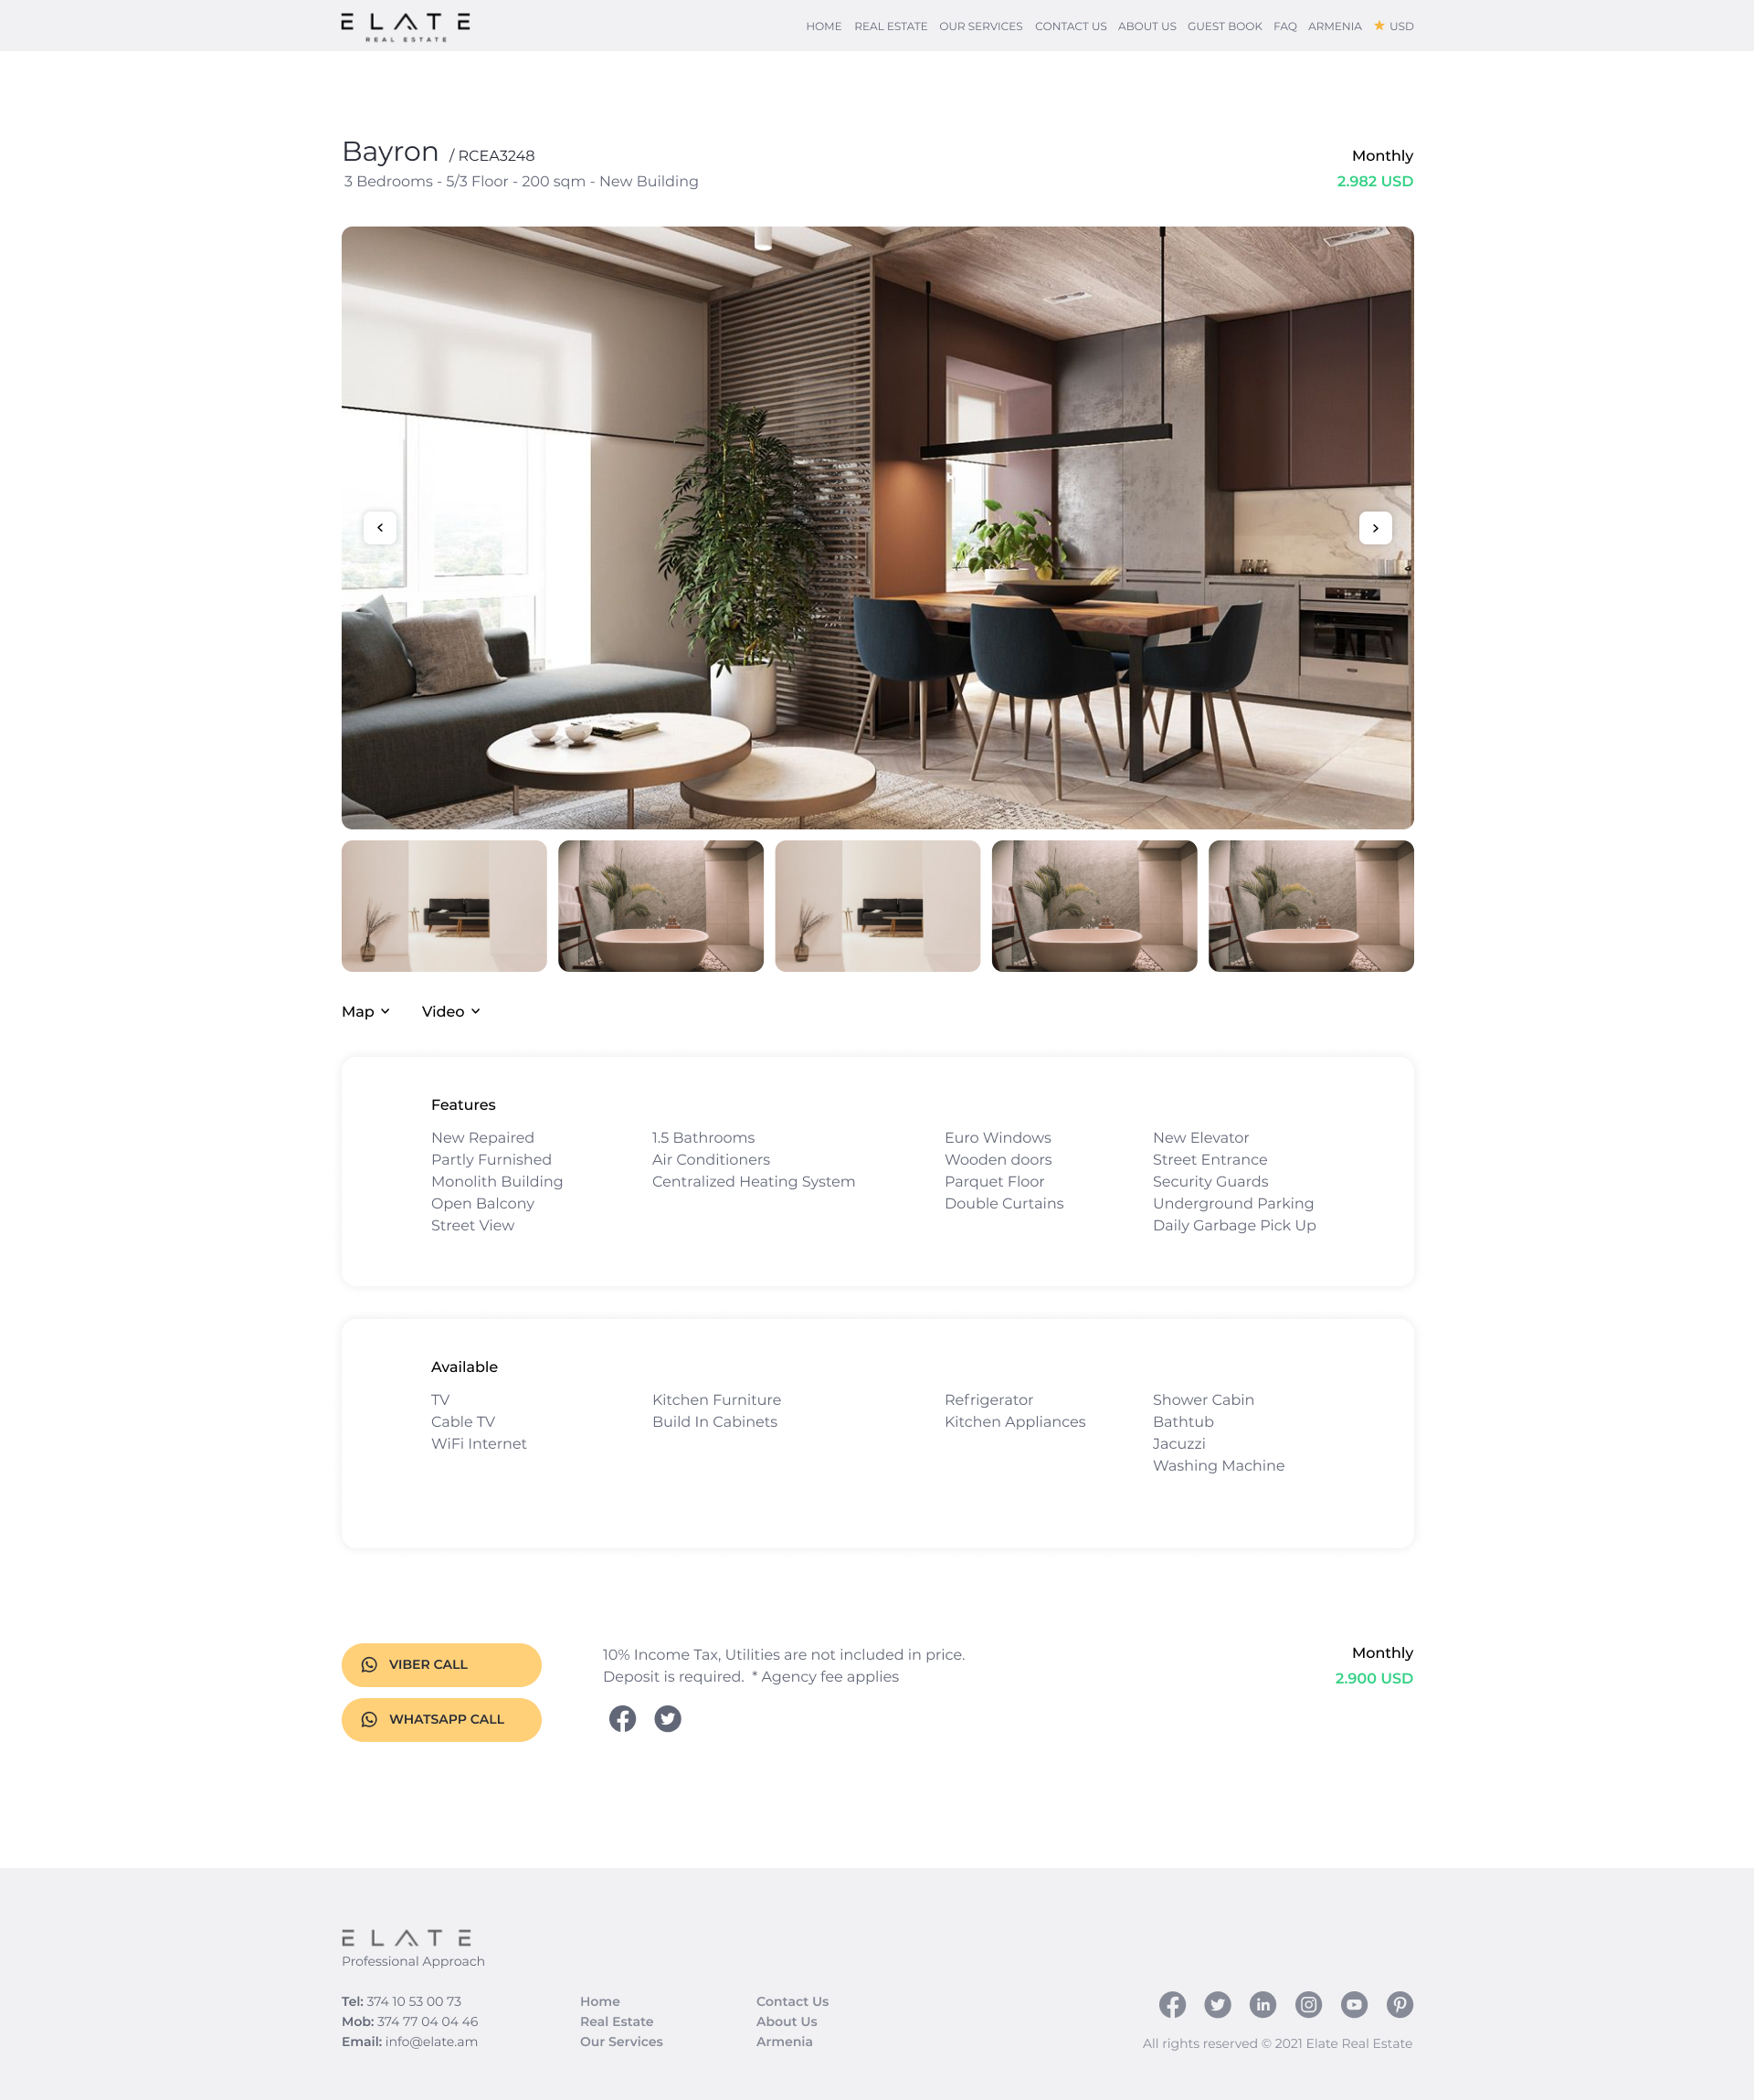 ELATE
REAL ESTATE
HOME REAL ESTATE OUR SERVICES CONTACT US ABOUT US GUEST BOOK FAQ ARMENIA USD
Bayron / RCEA3248
Monthly
3 Bedrooms - 5/3 Floor - 200 sqm - New Building
2.982 USD
Map Video
Features
New Repaired
Partly Furnished
Monolith Building
Open Balcony
Street View
1.5 Bathrooms
Air Conditioners
Centralized Heating System
Euro Windows
Wooden doors
Parquet Floor
Double Curtains
New Elevator
Street Entrance
Security Guards
Underground Parking
Daily Garbage Pick Up
Available
TV
Cable TV
WiFi Internet
Kitchen Furniture
Build In Cabinets
Refrigerator
Kitchen Appliances
Shower Cabin
Bathtub
Jacuzzi
Washing Machine
VIBER CALL
WHATSAPP CALL
10% Income Tax, Utilities are not included in price.
Deposit is required. * Agency fee applies
Monthly
2.900 USD
ELATE
Professional Approach
Tel: 374 10 53 00 73
Mob: 374 77 04 04 46
Email: info@elate.am
Home
Real Estate
Our Services
Contact Us
About Us
Armenia
All rights reserved © 2021 Elate Real Estate